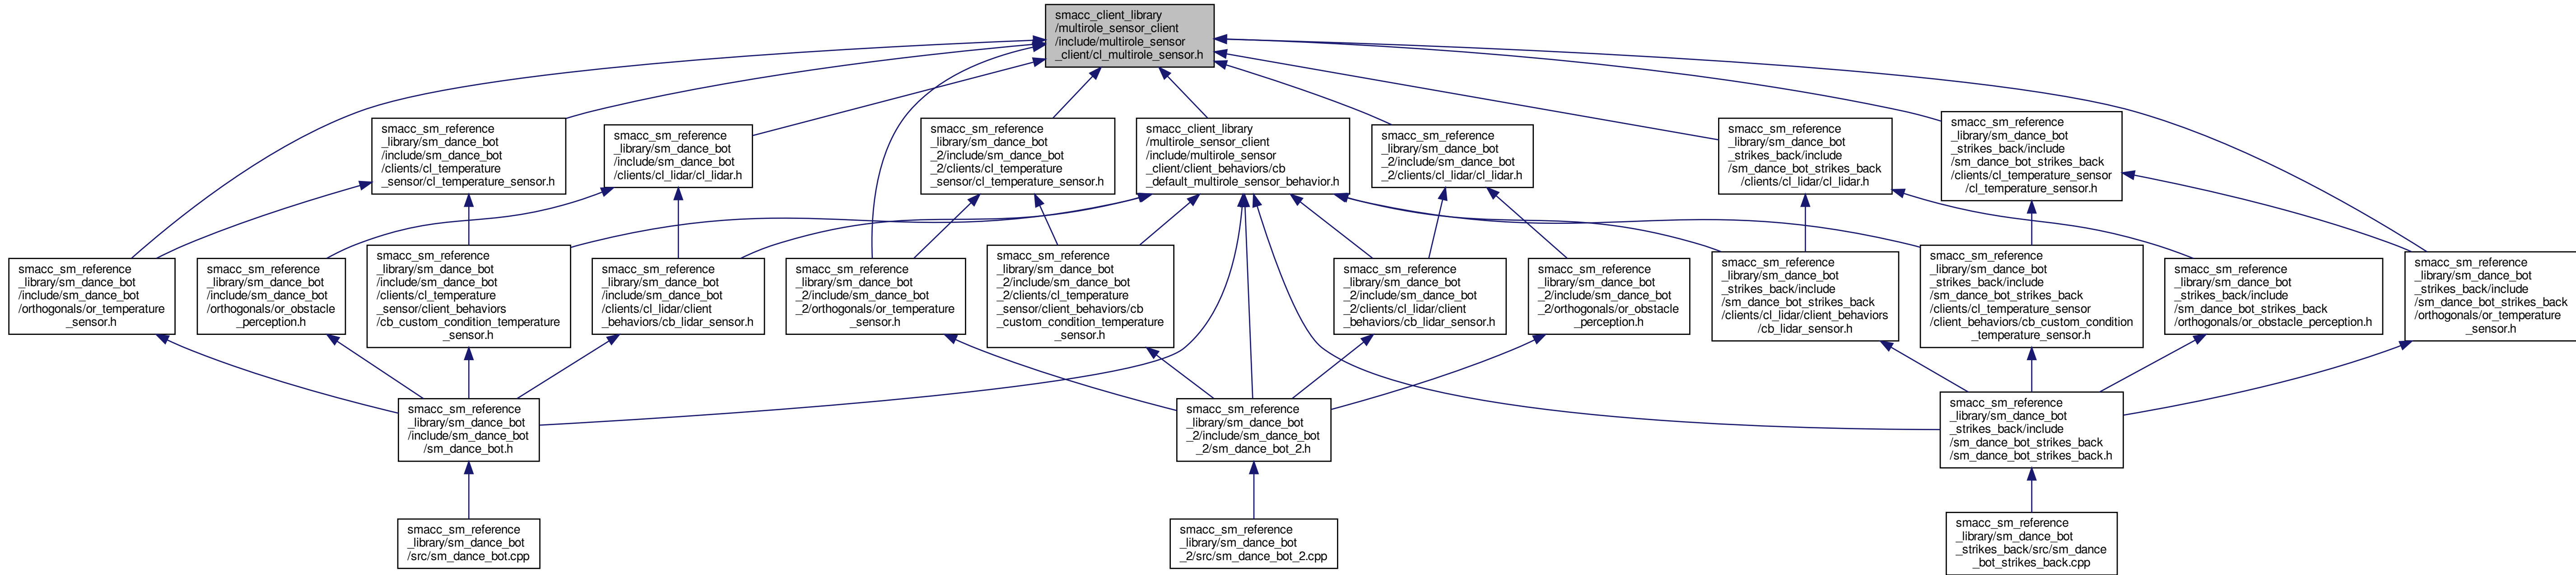 smacc_client_library
/multirole_sensor_client
/include/multirole_sensor
_client/cl_multirole_sensor.h
smacc_sm_reference
_library/sm_dance_bot
/include/sm_dance_bot
/clients/cl_temperature
_sensor/cl_temperature_sensor.h
smacc_sm_reference
_library/sm_dance_bot
/include/sm_dance_bot
/clients/cl_lidar/cl_lidar.h
smacc_sm_reference
_library/sm_dance_bot
_2/include/sm_dance_bot
_2/clients/cl_temperature
_sensor/cl_temperature_sensor.h
smacc_client_library
/multirole_sensor_client
/include/multirole_sensor
_client/client_behaviors/cb
_default_multirole_sensor_behavior.h
smacc_sm_reference
_library/sm_dance_bot
_2/include/sm_dance_bot
_2/clients/cl_lidar/cl_lidar.h
smacc_sm_reference
_library/sm_dance_bot
_strikes_back/include
/sm_dance_bot_strikes_back
/clients/cl_lidar/cl_lidar.h
smacc_sm_reference
_library/sm_dance_bot
_strikes_back/include
/sm_dance_bot_strikes_back
/clients/cl_temperature_sensor
/cl_temperature_sensor.h
smacc_sm_reference
_library/sm_dance_bot
/include/sm_dance_bot
/orthogonals/or_temperature
_sensor.h
smacc_sm_reference
_library/sm_dance_bot
/include/sm_dance_bot
/orthogonals/or_obstacle
_perception.h
smacc_sm_reference
_library/sm_dance_bot
/include/sm_dance_bot
/clients/cl_temperature
_sensor/client_behaviors
/cb_custom_condition_temperature
_sensor.h
smacc_sm_reference
_library/sm_dance_bot
/include/sm_dance_bot
/clients/cl_lidar/client
_behaviors/cb_lidar_sensor.h
smacc_sm_reference
_library/sm_dance_bot
_2/include/sm_dance_bot
_2/orthogonals/or_temperature
_sensor.h
smacc_sm_reference
_library/sm_dance_bot
_2/include/sm_dance_bot
_2/clients/cl_temperature
_sensor/client_behaviors/cb
_custom_condition_temperature
_sensor.h
smacc_sm_reference
_library/sm_dance_bot
_2/include/sm_dance_bot
_2/clients/cl_lidar/client
_behaviors/cb_lidar_sensor.h
smacc_sm_reference
_library/sm_dance_bot
_2/include/sm_dance_bot
_2/orthogonals/or_obstacle
_perception.h
smacc_sm_reference
_library/sm_dance_bot
_strikes_back/include
/sm_dance_bot_strikes_back
/clients/cl_lidar/client_behaviors
/cb_lidar_sensor.h
smacc_sm_reference
_library/sm_dance_bot
_strikes_back/include
/sm_dance_bot_strikes_back
/clients/cl_temperature_sensor
/client_behaviors/cb_custom_condition
_temperature_sensor.h
smacc_sm_reference
_library/sm_dance_bot
_strikes_back/include
/sm_dance_bot_strikes_back
/orthogonals/or_obstacle_perception.h
smacc_sm_reference
_library/sm_dance_bot
_strikes_back/include
/sm_dance_bot_strikes_back
/orthogonals/or_temperature
_sensor.h
smacc_sm_reference
_library/sm_dance_bot
/include/sm_dance_bot
/sm_dance_bot.h
smacc_sm_reference
_library/sm_dance_bot
_2/include/sm_dance_bot
_2/sm_dance_bot_2.h
smacc_sm_reference
_library/sm_dance_bot
_strikes_back/include
/sm_dance_bot_strikes_back
/sm_dance_bot_strikes_back.h
smacc_sm_reference
_library/sm_dance_bot
/src/sm_dance_bot.cpp
smacc_sm_reference
_library/sm_dance_bot
_2/src/sm_dance_bot_2.cpp
smacc_sm_reference
_library/sm_dance_bot
_strikes_back/src/sm_dance
_bot_strikes_back.cpp